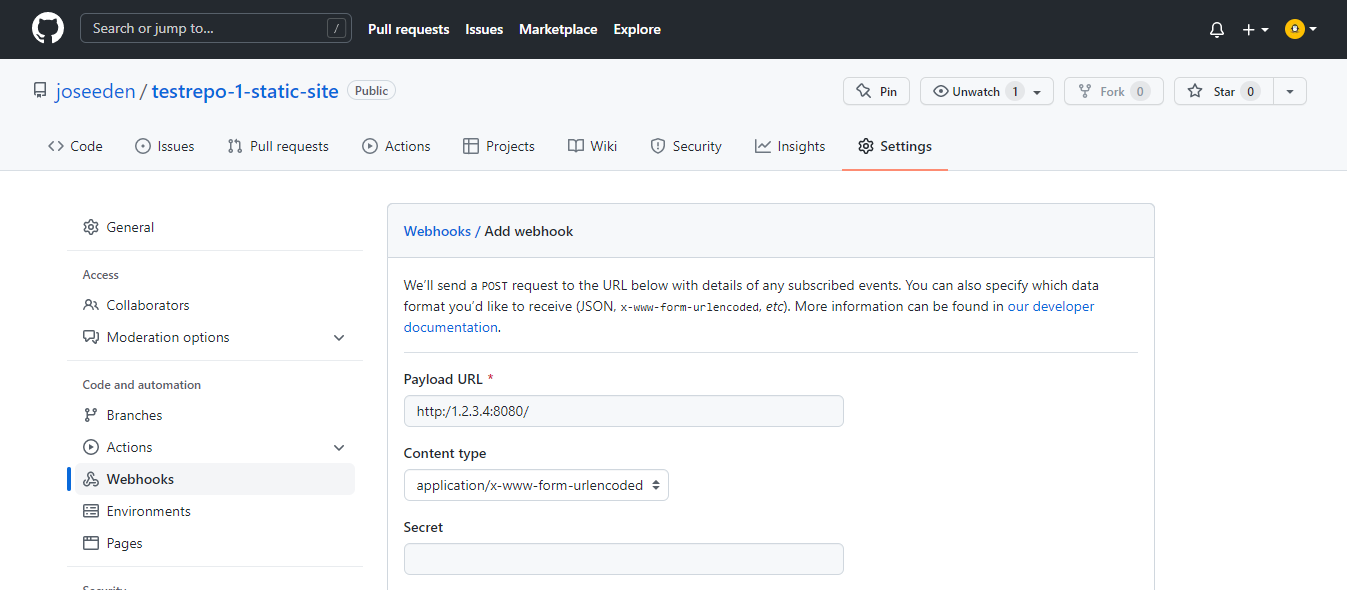 Search or jump to... /
Pull requests Issues Marketplace Explore
joseeden / testrepo-1-static-site Public
Pin Unwatch 1 Fork 0 Star 0
Code Issues Pull requests Actions Projects Wiki Security Insights Settings
General
Access
Collaborators
Moderation options
Code and automation
Branches
Actions
Webhooks
Environments
Pages
Security
Webhooks / Add webhook
We’ll send a POST request to the URL below with details of any subscribed events. You can also specify which data
format you’d like to receive (JSON, x-www-form-urlencoded, etc). More information can be found in our developer
documentation.
Payload URL *
http:/1.2.3.4:8080/
Content type
application/x-www-form-urlencoded
Secret